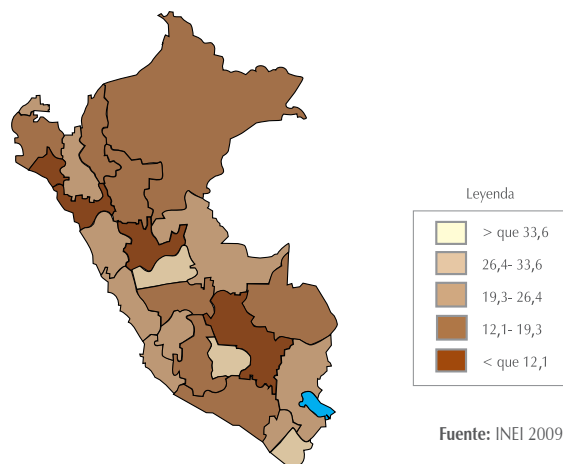 Leyenda
> que 33,6
26,4- 33,6
19,3- 26,4
12,1- 19,3
< que 12,1
Fuente: INEI 2009